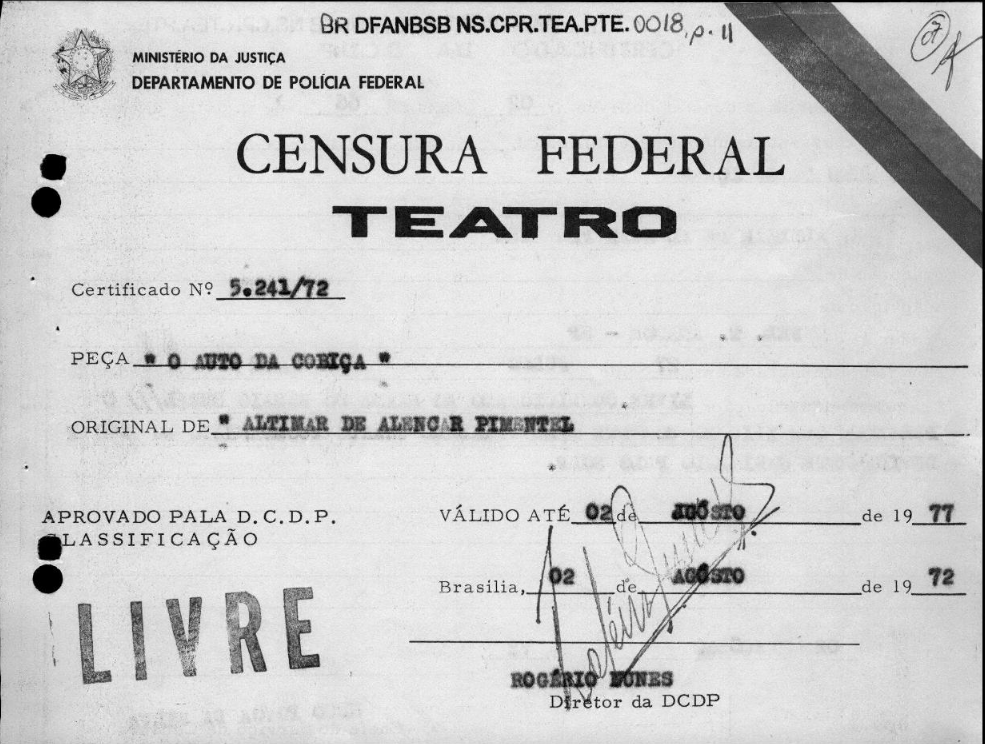 BR DFANBSB NS.CPR.TEA.PTE.0018, p. 11
MINISTÉRIO DA JUSTIÇA
DEPARTAMENTO DE POLÍCIA FEDERAL
CENSURA FEDERAL
TEATRO
Certificado Nº 5.241/72
PEÇA " O AUTO DA COBIÇA "
ORIGINAL DE " ALTIMAR DE ALENCAR PIMENTEL
APROVADO PALA D.C.D.P.
CLASSIFICAÇÃO
LIVRE
VÁLIDO ATÉ 02 de AGÔSTO de 19 77
Brasilia, 02 de AGÔSTO de 19 72
ROGÉRIO NUNES
Diretor da DCDP